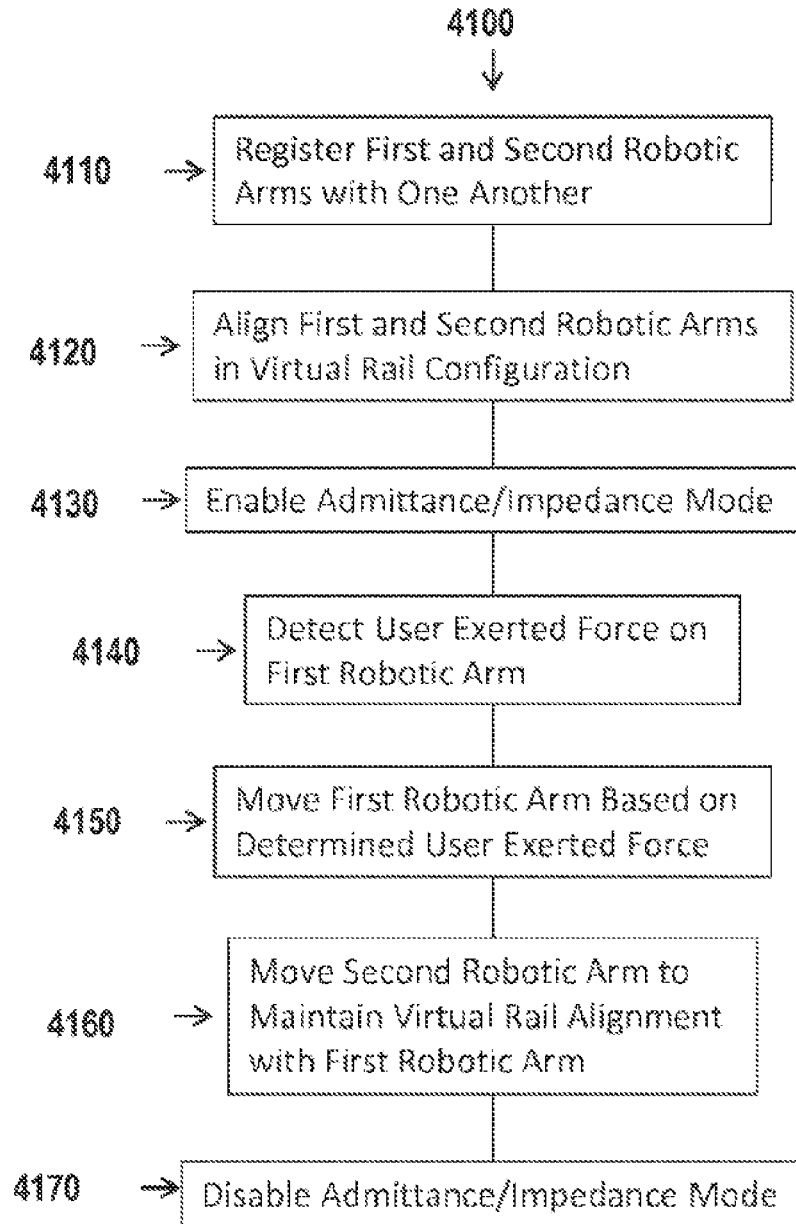 4100
4110
Register First and Second Robotic
Arms with One Another
4120
Align First and Second Robotic Arms
in Virtual Rail Configuration
4130
Enable Admittance/Impedance Mode
4140
Detect User Exerted Force on
First Robotic Arm
4150
Move First Robotic Arm Based on
Determined User Exerted Force
4160
Move Second Robotic Arm to
Maintain Virtual Rail Alignment
with First Robotic Arm
4170
Disable Admittance/Impedance Mode